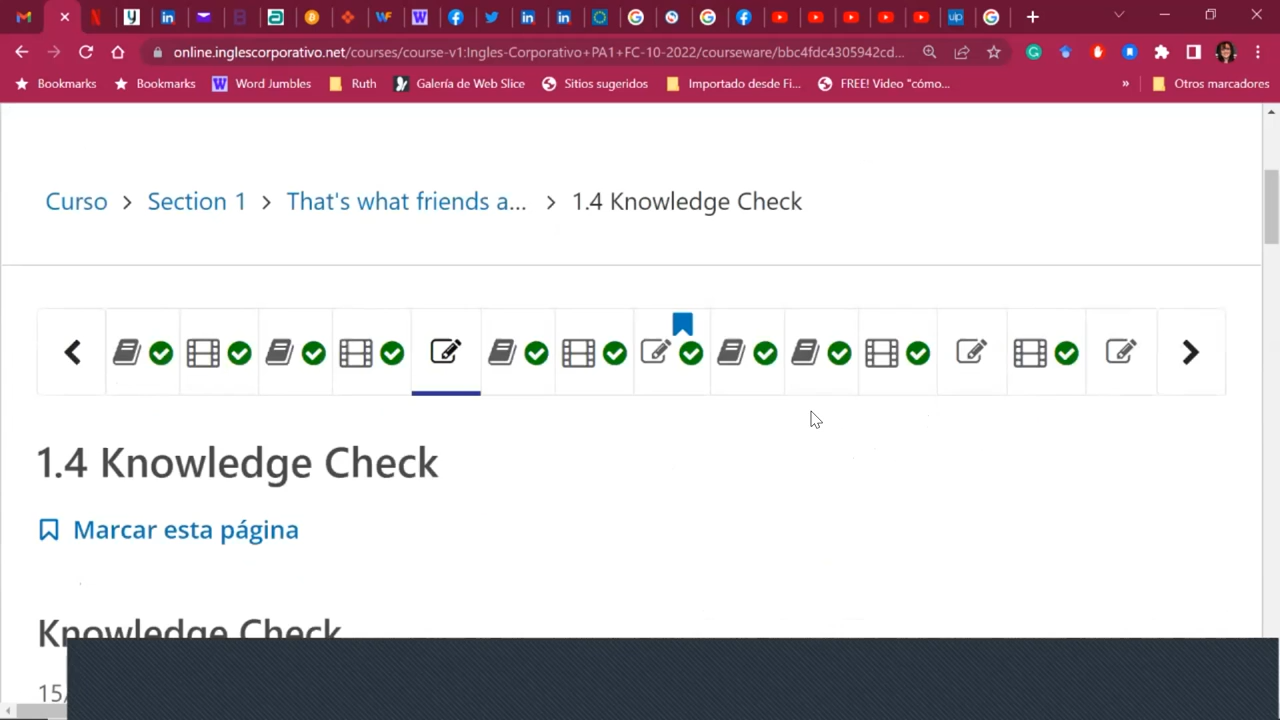 online.inglescorporativo.net/courses/course-v1:Ingles-Corporativo+PA1+FC-10-2022/courseware/bbc4fdc4305942cd...
Bookmarks Bookmarks Word Jumbles Ruth Galería de Web Slice Sitios sugeridos Importado desde Fi... FREE! Video "cómo... » Otros marcadores
Curso > Section 1 > That's what friends a... > 1.4 Knowledge Check
1.4 Knowledge Check
Marcar esta página
Knowledge Check
15/